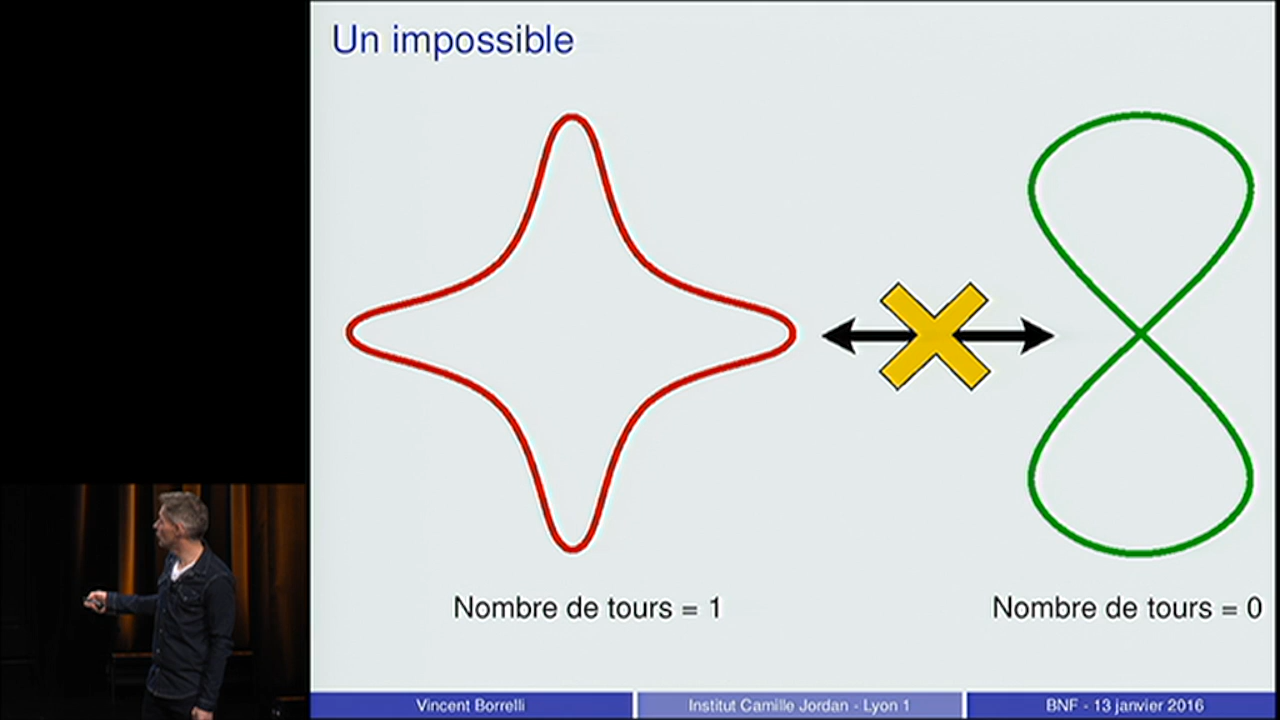 Un impossible
Nombre de tours = 1
Nombre de tours = 0
Vincent Borrelli
Institut Camille Jordan - Lyon 1
BNF - 13 janvier 2016